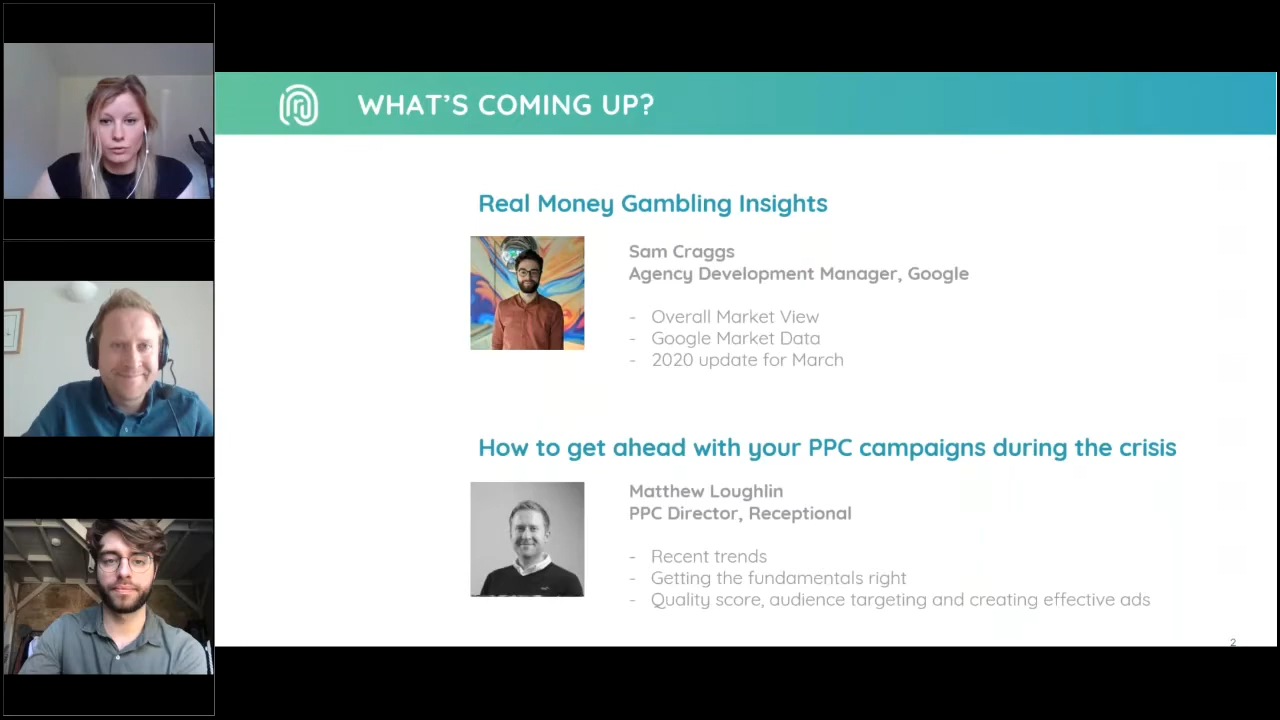 WHAT'S COMING UP?
Real Money Gambling Insights
Sam Craggs
Agency Development Manager, Google
- Overall Market View
- Google Market Data
- 2020 update for March
How to get ahead with your PPC campaigns during the crisis
Matthew Loughlin
PPC Director, Receptional
- Recent trends
- Getting the fundamentals right
- Quality score, audience targeting and creating effective ads
2